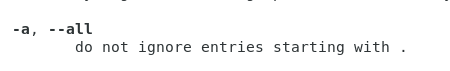 -a, --all
do not ignore entries starting with .